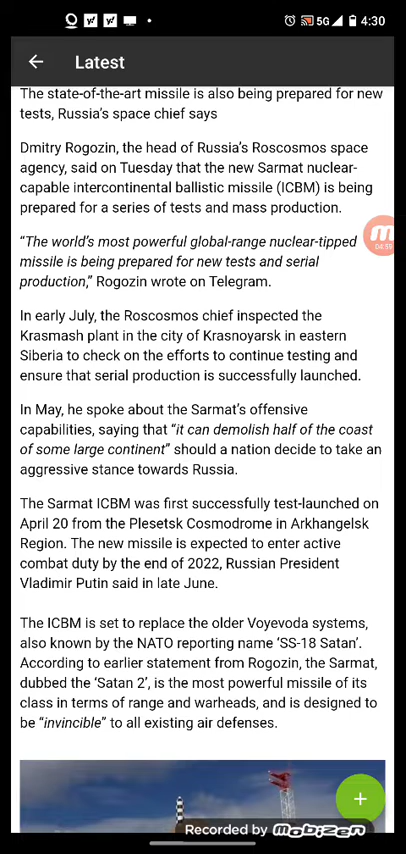 5G 4:30
Latest
The state-of-the-art missile is also being prepared for new
tests, Russia's space chief says
Dmitry Rogozin, the head of Russia's Roscosmos space
agency, said on Tuesday that the new Sarmat nuclear-
capable intercontinental ballistic missile (ICBM) is being
prepared for a series of tests and mass production.
“The world's most powerful global-range nuclear-tipped
missile is being prepared for new tests and serial
production,” Rogozin wrote on Telegram.
m
04:59
In early July, the Roscosmos chief inspected the
Krasmash plant in the city of Krasnoyarsk in eastern
Siberia to check on the efforts to continue testing and
ensure that serial production is successfully launched.
In May, he spoke about the Sarmat's offensive
capabilities, saying that “it can demolish half of the coast
of some large continent” should a nation decide to take an
aggressive stance towards Russia.
The Sarmat ICBM was first successfully test-launched on
April 20 from the Plesetsk Cosmodrome in Arkhangelsk
Region. The new missile is expected to enter active
combat duty by the end of 2022, Russian President
Vladimir Putin said in late June.
The ICBM is set to replace the older Voyevoda systems,
also known by the NATO reporting name ‘SS-18 Satan’.
According to earlier statement from Rogozin, the Sarmat,
dubbed the ‘Satan 2’, is the most powerful missile of its
class in terms of range and warheads, and is designed to
be “invincible” to all existing air defenses.
+
Recorded by mobizen